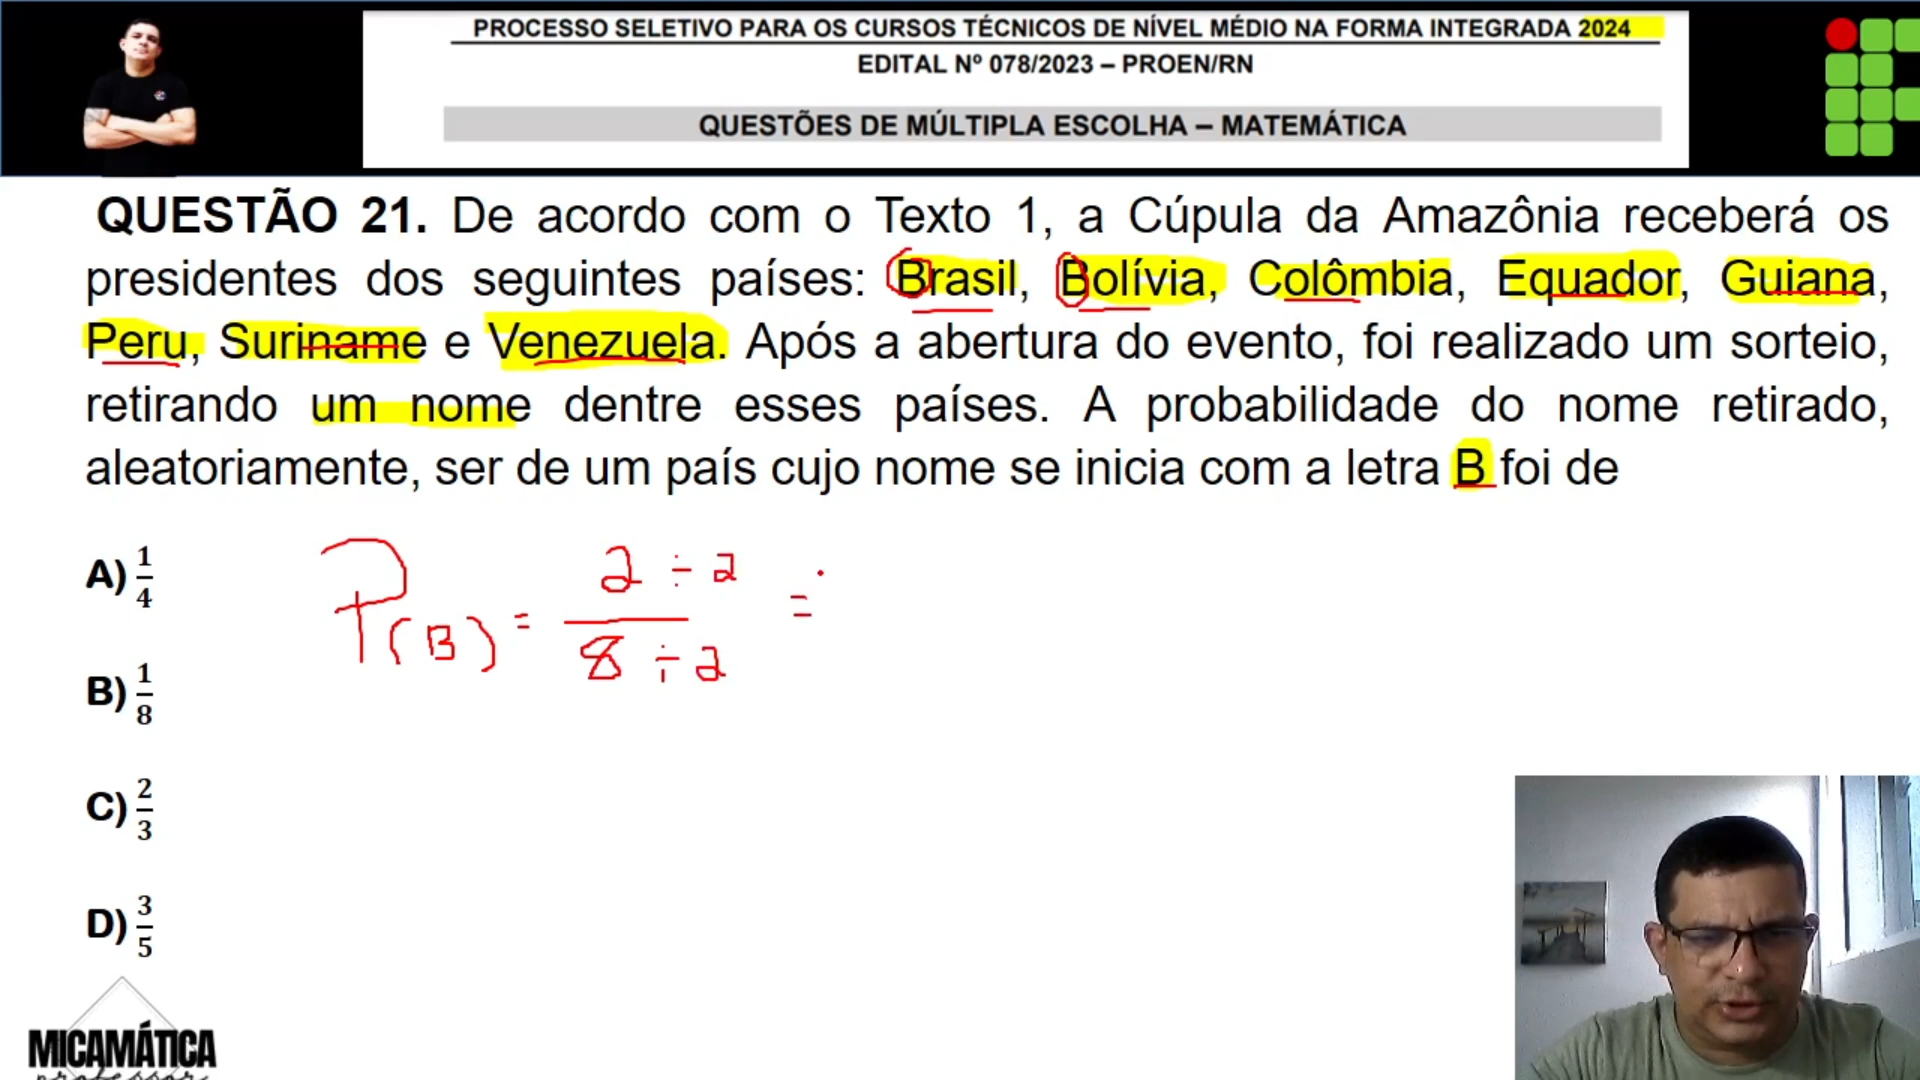 PROCESSO SELETIVO PARA OS CURSOS TÉCNICOS DE NÍVEL MÉDIO NA FORMA INTEGRADA 2024
EDITAL Nº 078/2023 – PROEN/RN
QUESTÕES DE MÚLTIPLA ESCOLHA – MATEMÁTICA
QUESTÃO 21. De acordo com o Texto 1, a Cúpula da Amazônia receberá os
presidentes dos seguintes países: Brasil, Bolívia, Colômbia, Equador, Guiana,
Peru, Suriname e Venezuela. Após a abertura do evento, foi realizado um sorteio,
retirando um nome dentre esses países. A probabilidade do nome retirado,
aleatoriamente, ser de um país cujo nome se inicia com a letra B foi de
A) 1/4
B) 1/8
C) 2/3
D) 3/5
P(B) = 2 ÷ 2 / 8 ÷ 2 =
MICAMÁTICA
professor